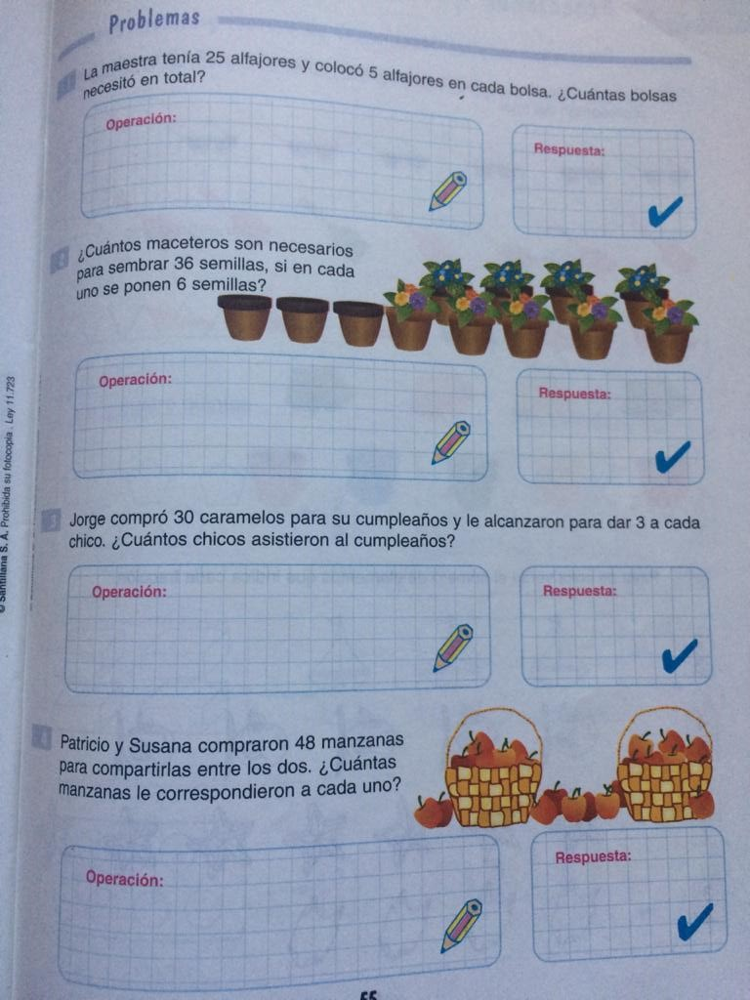 Problemas
1 La maestra tenía 25 alfajores y colocó 5 alfajores en cada bolsa. ¿Cuántas bolsas
necesitó en total?
Operación:
Respuesta:
¿Cuántos maceteros son necesarios
para sembrar 36 semillas, si en cada
uno se ponen 6 semillas?
Operación:
Respuesta:
3 Jorge compró 30 caramelos para su cumpleaños y le alcanzaron para dar 3 a cada
chico. ¿Cuántos chicos asistieron al cumpleaños?
Operación:
Respuesta:
4 Patricio y Susana compraron 48 manzanas
para compartirlas entre los dos. ¿Cuántas
manzanas le correspondieron a cada uno?
Operación:
Respuesta:
55
© Santillana S. A. Prohibida su fotocopia . Ley 11.723